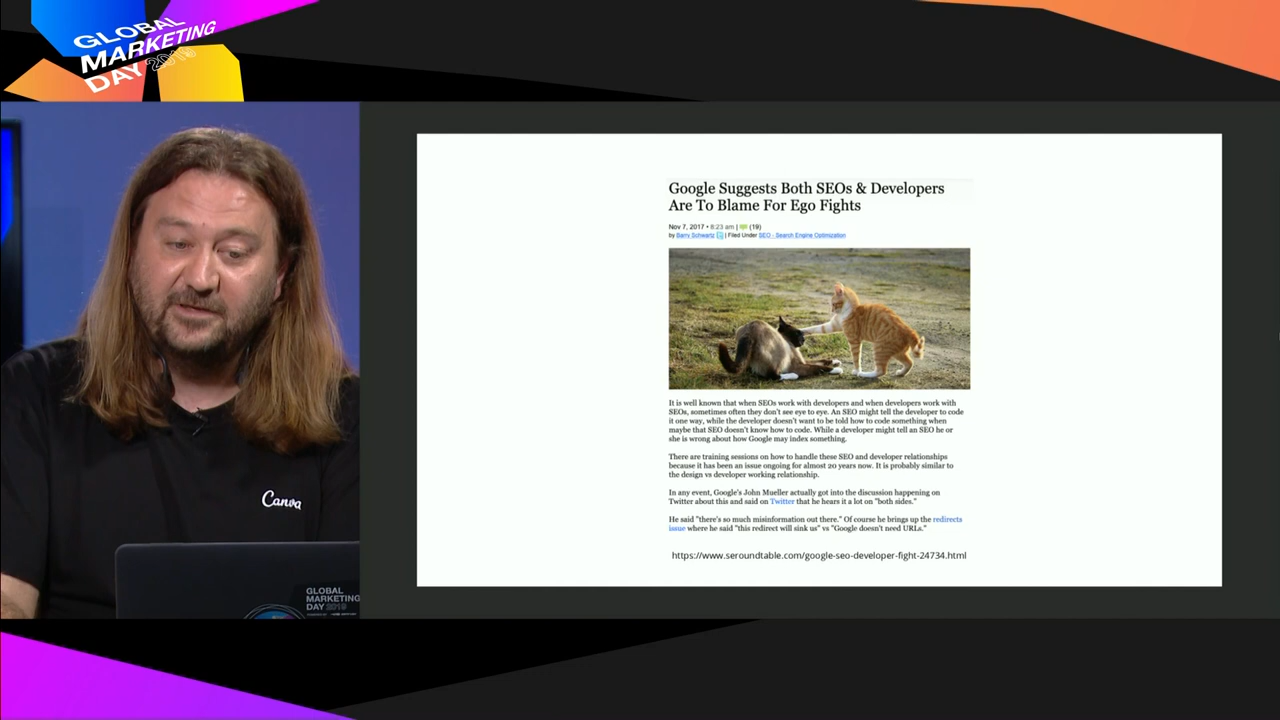 GLOBAL
MARKETING
DAY 2019
Canva
GLOBAL
MARKETING
DAY 2019
Google Suggests Both SEOs & Developers
Are To Blame For Ego Fights
Nov 7, 2017 • 8:23 am | (19)
by Barry Schwartz | Filed Under SEO - Search Engine Optimization
It is well known that when SEOs work with developers and when developers work with
SEOs, sometimes often they don't see eye to eye. An SEO might tell the developer to code
it one way, while the developer doesn't want to be told how to code something when
maybe that SEO doesn't know how to code. While a developer might tell an SEO he or
she is wrong about how Google may index something.
There are training sessions on how to handle these SEO and developer relationships
because it has been an issue ongoing for almost 20 years now. It is probably similar to
the design vs developer working relationship.
In any event, Google's John Mueller actually got into the discussion happening on
Twitter about this and said on Twitter that he hears it a lot on "both sides."
He said "there's so much misinformation out there." Of course he brings up the redirects
issue where he said "this redirect will sink us" vs "Google doesn't need URLs."
https://www.seroundtable.com/google-seo-developer-fight-24734.html